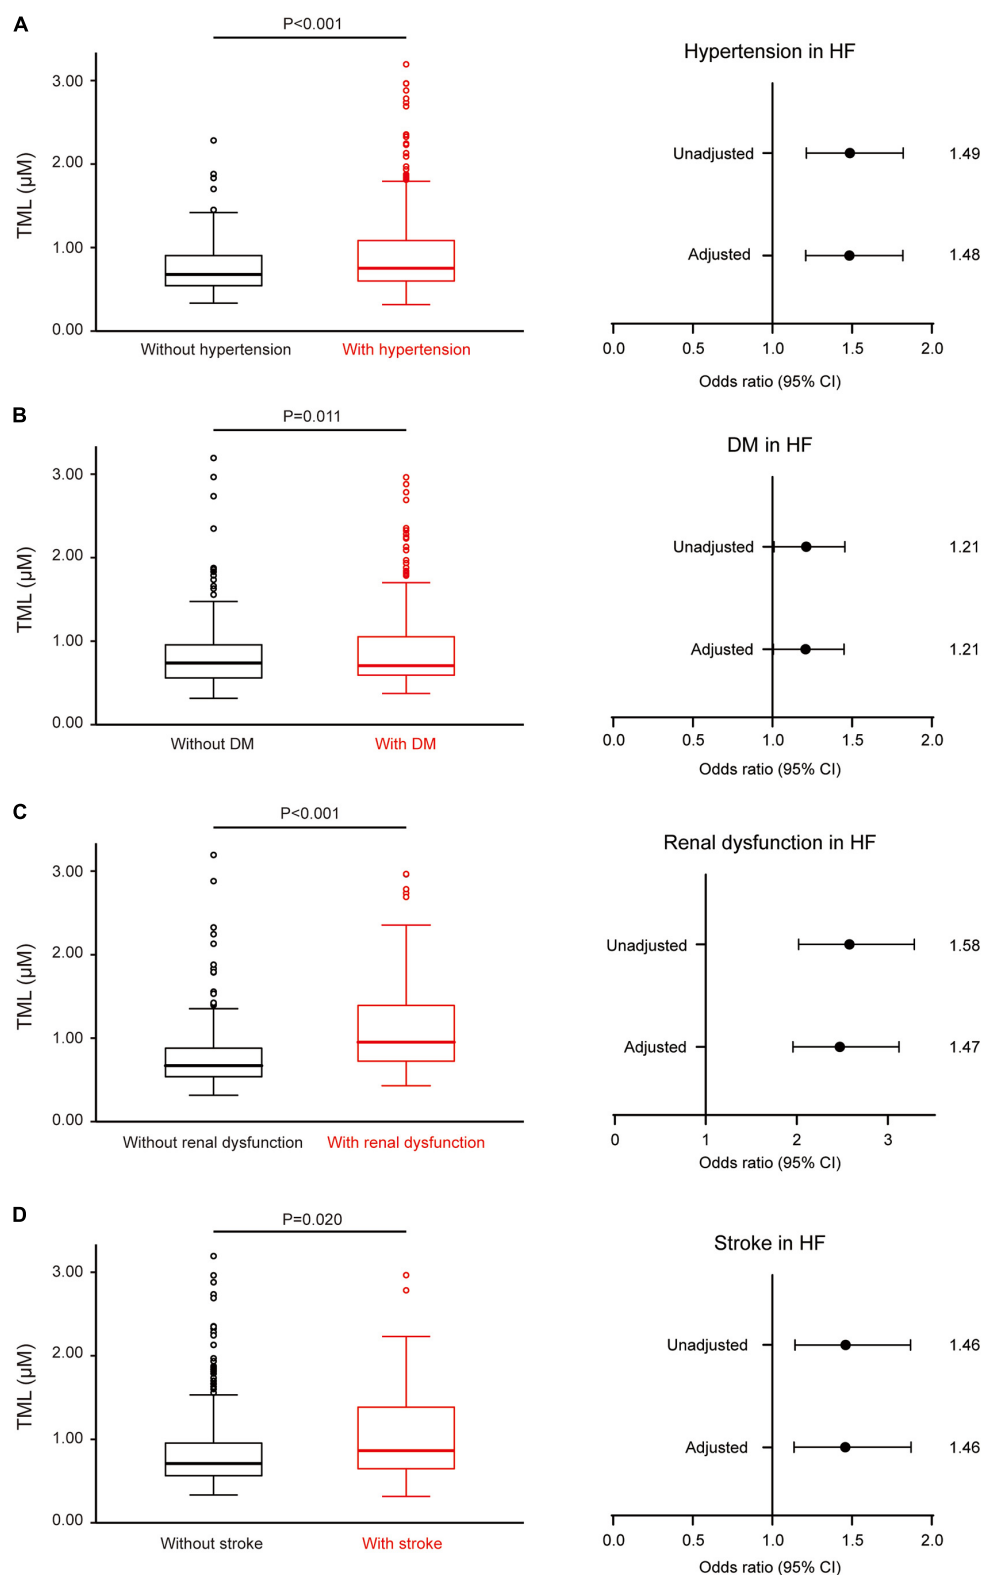 A
P<0.001
TML (µM)
3.00
2.00
1.00
0.00
Without hypertension
With hypertension
Hypertension in HF
Unadjusted
1.49
Adjusted
1.48
0.0 0.5 1.0 1.5 2.0
Odds ratio (95% CI)
B
P=0.011
TML (µM)
3.00
2.00
1.00
0.00
Without DM
With DM
DM in HF
Unadjusted
1.21
Adjusted
1.21
0.0 0.5 1.0 1.5 2.0
Odds ratio (95% CI)
C
P<0.001
TML (µM)
3.00
2.00
1.00
0.00
Without renal dysfunction
With renal dysfunction
Renal dysfunction in HF
Unadjusted
1.58
Adjusted
1.47
0 1 2 3
Odds ratio (95% CI)
D
P=0.020
TML (µM)
3.00
2.00
1.00
0.00
Without stroke
With stroke
Stroke in HF
Unadjusted
1.46
Adjusted
1.46
0.0 0.5 1.0 1.5 2.0
Odds ratio (95% CI)